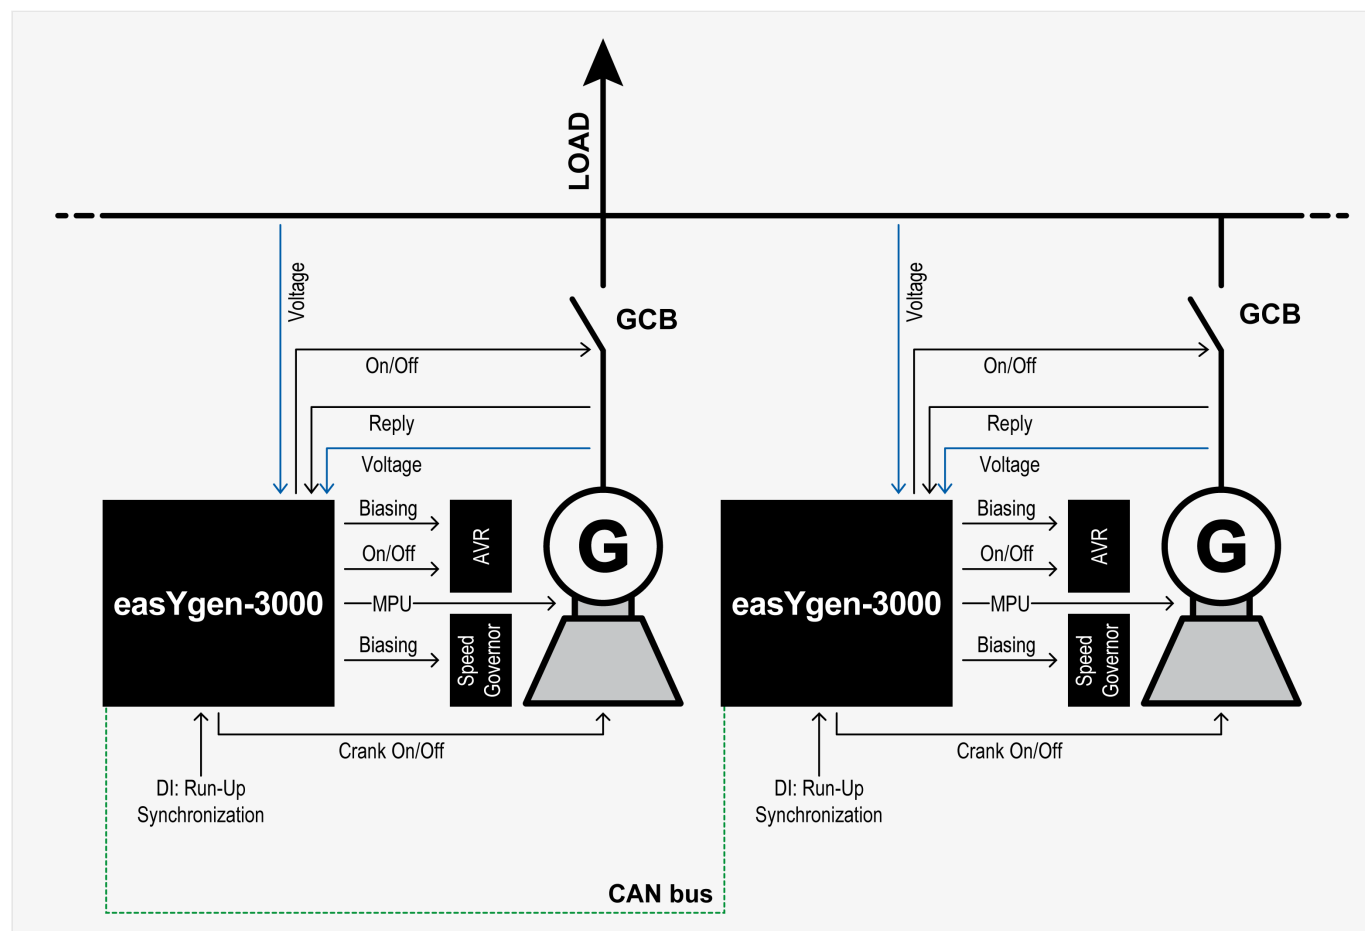 LOAD
Voltage
GCB
On/Off
Reply
Voltage
Biasing
On/Off
AVR
MPU
Biasing
Speed
Governor
easYgen-3000
G
Crank On/Off
DI: Run-Up
Synchronization
Voltage
GCB
On/Off
Reply
Voltage
Biasing
On/Off
AVR
MPU
Biasing
Speed
Governor
easYgen-3000
G
Crank On/Off
DI: Run-Up
Synchronization
CAN bus